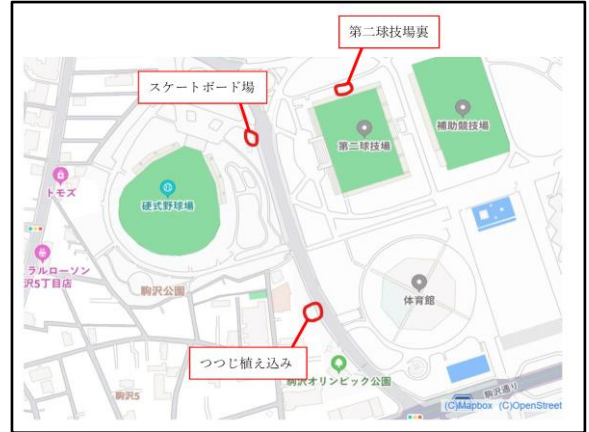 第二球技場裏
スケートボード場
補助競技場
第二球技場
トモズ
硬式野球場
ラルローソン
沢5丁目店
駒沢公園
体育館
つつじ植え込み
駒沢オリンピック公園
駒沢5
駒沢通り
(C)Mapbox (C)OpenStreet